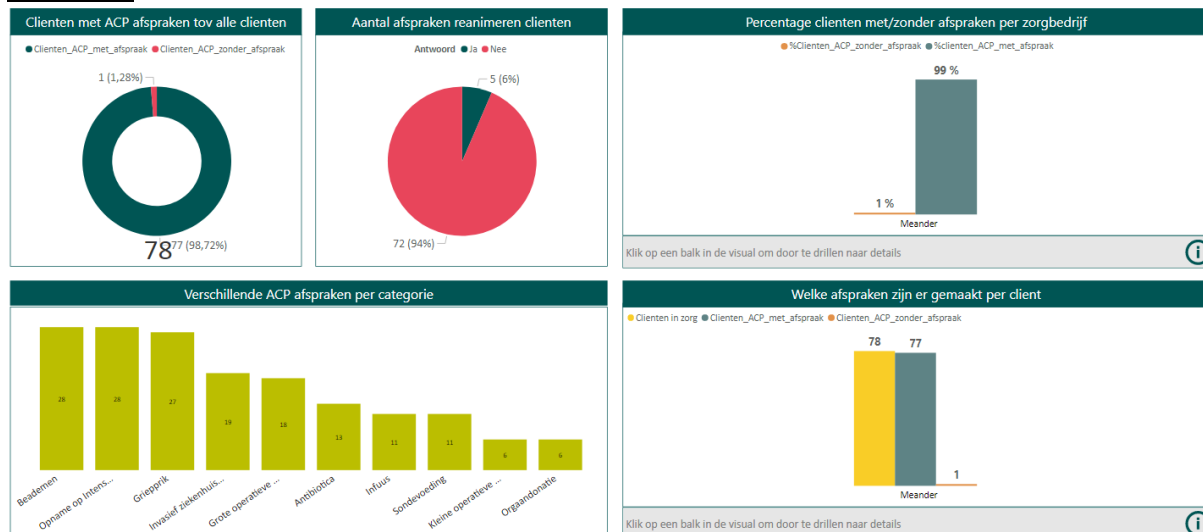 Clienten met ACP afspraken tov alle clienten
Clienten_ACP_met_afspraak Clienten_ACP_zonder_afspraak
1 (1,28%)
78
77 (98,72%)
Aantal afspraken reanimeren clienten
Antwoord Ja Nee
5 (6%)
72 (94%)
Percentage clienten met/zonder afspraken per zorgbedrijf
%Clienten_ACP_zonder_afspraak %clienten_ACP_met_afspraak
99 %
1 %
Meander
Klik op een balk in de visual om door te drillen naar details
Verschillende ACP afspraken per categorie
28 28 27 19 18 13 11 11 6 6
Beademen
Opname op Intens...
Griepprik
Invasief ziekenhuis...
Grote operatieve ...
Antibiotica
Infuus
Sondevoeding
Kleine operatieve ...
Orgaandonatie
Welke afspraken zijn er gemaakt per client
Clienten in zorg Clienten_ACP_met_afspraak Clienten_ACP_zonder_afspraak
78 77
1
Meander
Klik op een balk in de visual om door te drillen naar details